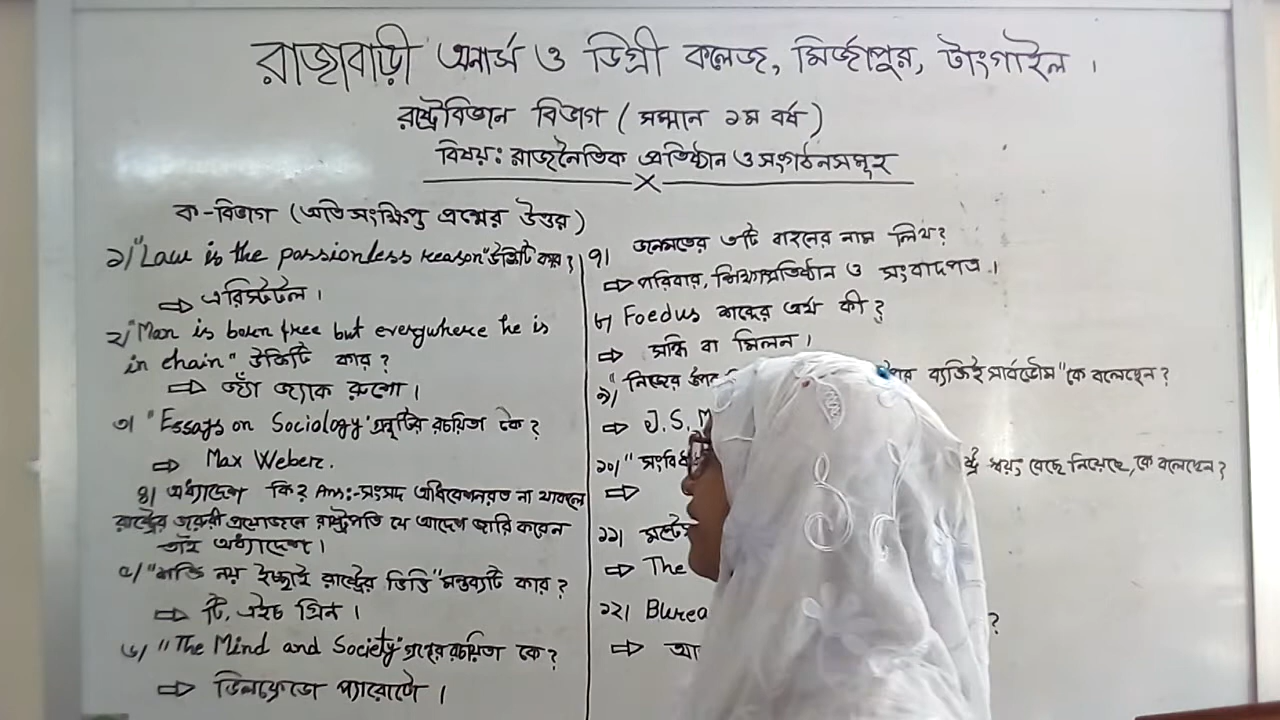 রাজাবাড়ী অনার্স ও ডিগ্রী কলেজ, মির্জাপুর, টাংগাইল ।
রাষ্ট্রবিজ্ঞান বিভাগ ( সম্মান ১ম বর্ষ )
বিষয়ঃ রাজনৈতিক প্রতিষ্ঠান ও সংগঠনসমূহ
ক-বিভাগ (অতি সংক্ষিপ্ত প্রশ্নের উত্তর)
১) "Law is the passionless reason" উক্তিটি কার ?
⇨ এরিস্টটল ।
২) "Man is born free but everywhere he is
in chain" উক্তিটি কার ?
⇨ জ্যাঁ জ্যাক রুশো ।
৩) "Essays on Sociology" গ্রন্থটির রচয়িতা কে ?
⇨ Max Weber.
৪) অধ্যাদেশ কি ? Ans:- সংসদ অধিবেশনরত না থাকলে
রাষ্ট্রের জরুরী প্রয়োজনে রাষ্ট্রপতি যে আদেশ জারি করেন
তাই অধ্যাদেশ ।
৫) "শক্তি নয় ইচ্ছাই রাষ্ট্রের ভিত্তি" মন্তব্যটি কার ?
⇨ টি. এইচ গ্রিন ।
৬) "The Mind and Society" গ্রন্থের রচয়িতা কে ?
⇨ ভিলফ্রেডো প্যারেটো ।
৭) জনমতের ৩টি বাহনের নাম লিখ ?
⇨ পরিবার, শিক্ষাপ্রতিষ্ঠান ও সংবাদপত্র ।
৮) Foedus শব্দের অর্থ কী ?
⇨ সন্ধি বা মিলন ।
৯) "নিজের ব্যক্তিই সার্বভৌম" কে বলেছেন ?
⇨ J. S.
১০) " স্বয়ং বেছে নিয়েছে, কে বলেছেন ?
⇨
১১)
⇨ The
১২) ?
⇨